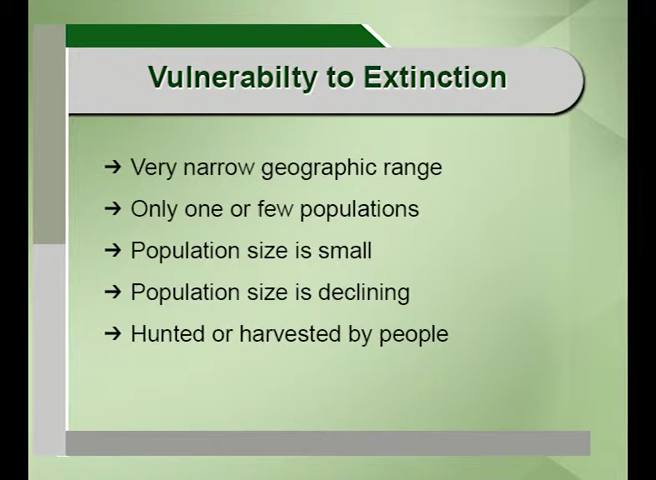 Vulnerabilty to Extinction
→ Very narrow geographic range
→ Only one or few populations
→ Population size is small
→ Population size is declining
→ Hunted or harvested by people